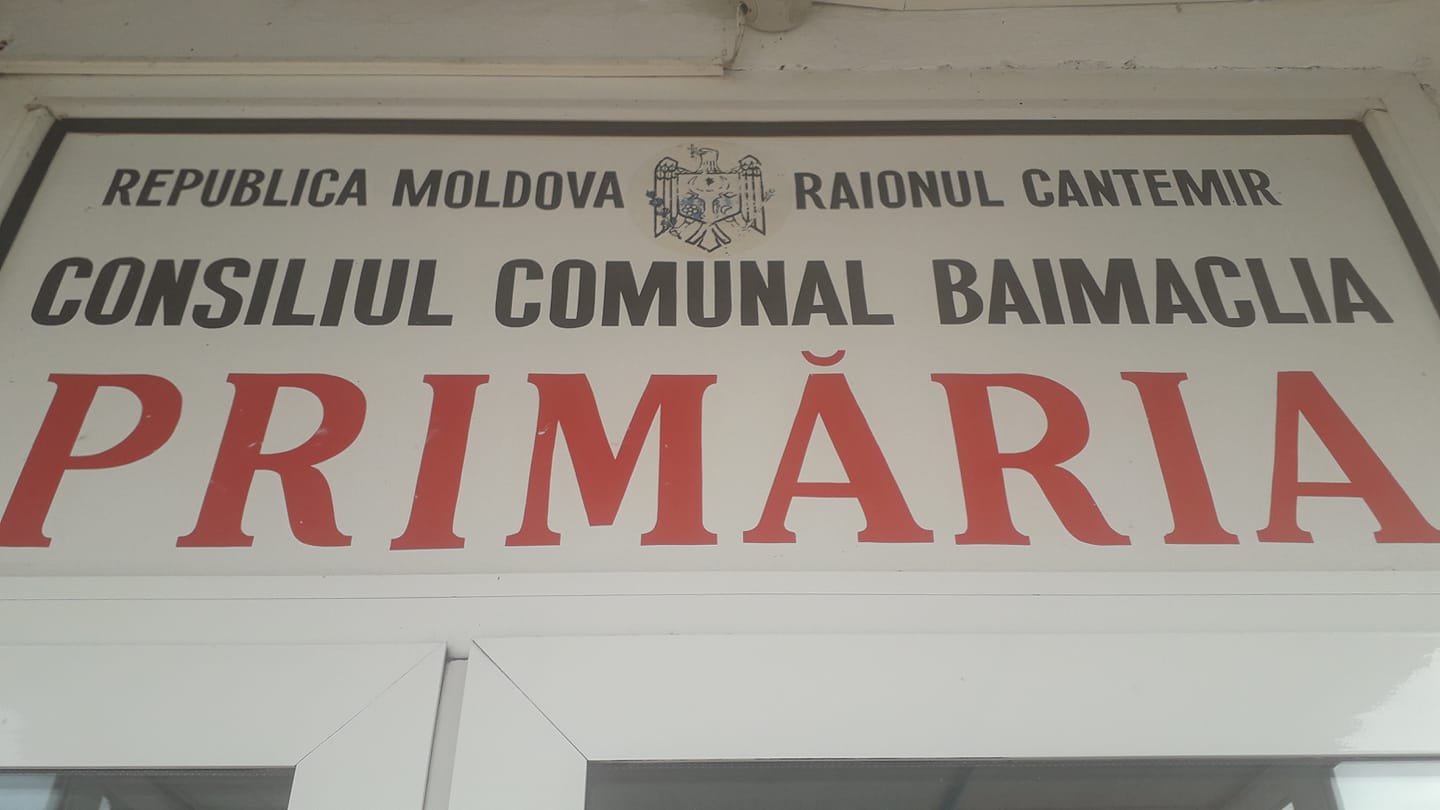 REPUBLICA MOLDOVA RAIONUL CANTEMIR
CONSILIUL COMUNAL BAIMACLIA
PRIMĂRIA